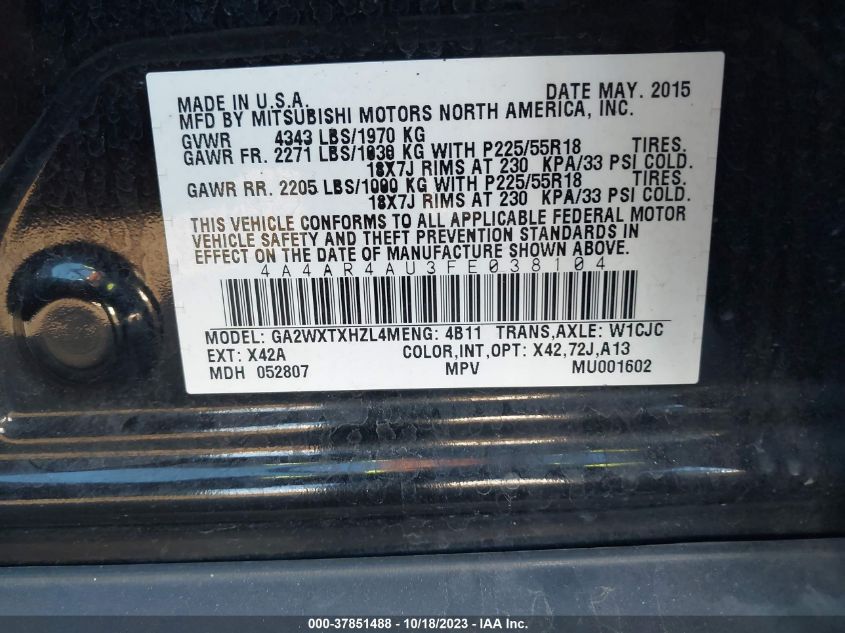 MADE IN U.S.A. DATE MAY. 2015
MFD BY MITSUBISHI MOTORS NORTH AMERICA, INC.
GVWR 4343 LBS/1970 KG
GAWR FR. 2271 LBS/1030 KG WITH P225/55R18 TIRES.
18X7J RIMS AT 230 KPA/33 PSI COLD.
GAWR RR. 2205 LBS/1000 KG WITH P225/55R18 TIRES.
18X7J RIMS AT 230 KPA/33 PSI COLD.
THIS VEHICLE CONFORMS TO ALL APPLICABLE FEDERAL MOTOR
VEHICLE SAFETY AND THEFT PREVENTION STANDARDS IN
EFFECT ON THE DATE OF MANUFACTURE SHOWN ABOVE.
4A4AR4AU3FE038104
MODEL: GA2WXTXHZL4MENG: 4B11 TRANS,AXLE: W1CJC
EXT: X42A COLOR,INT,OPT: X42,72J,A13
MDH 052807 MPV MU001602
000-37851488 - 10/18/2023 - IAA Inc.